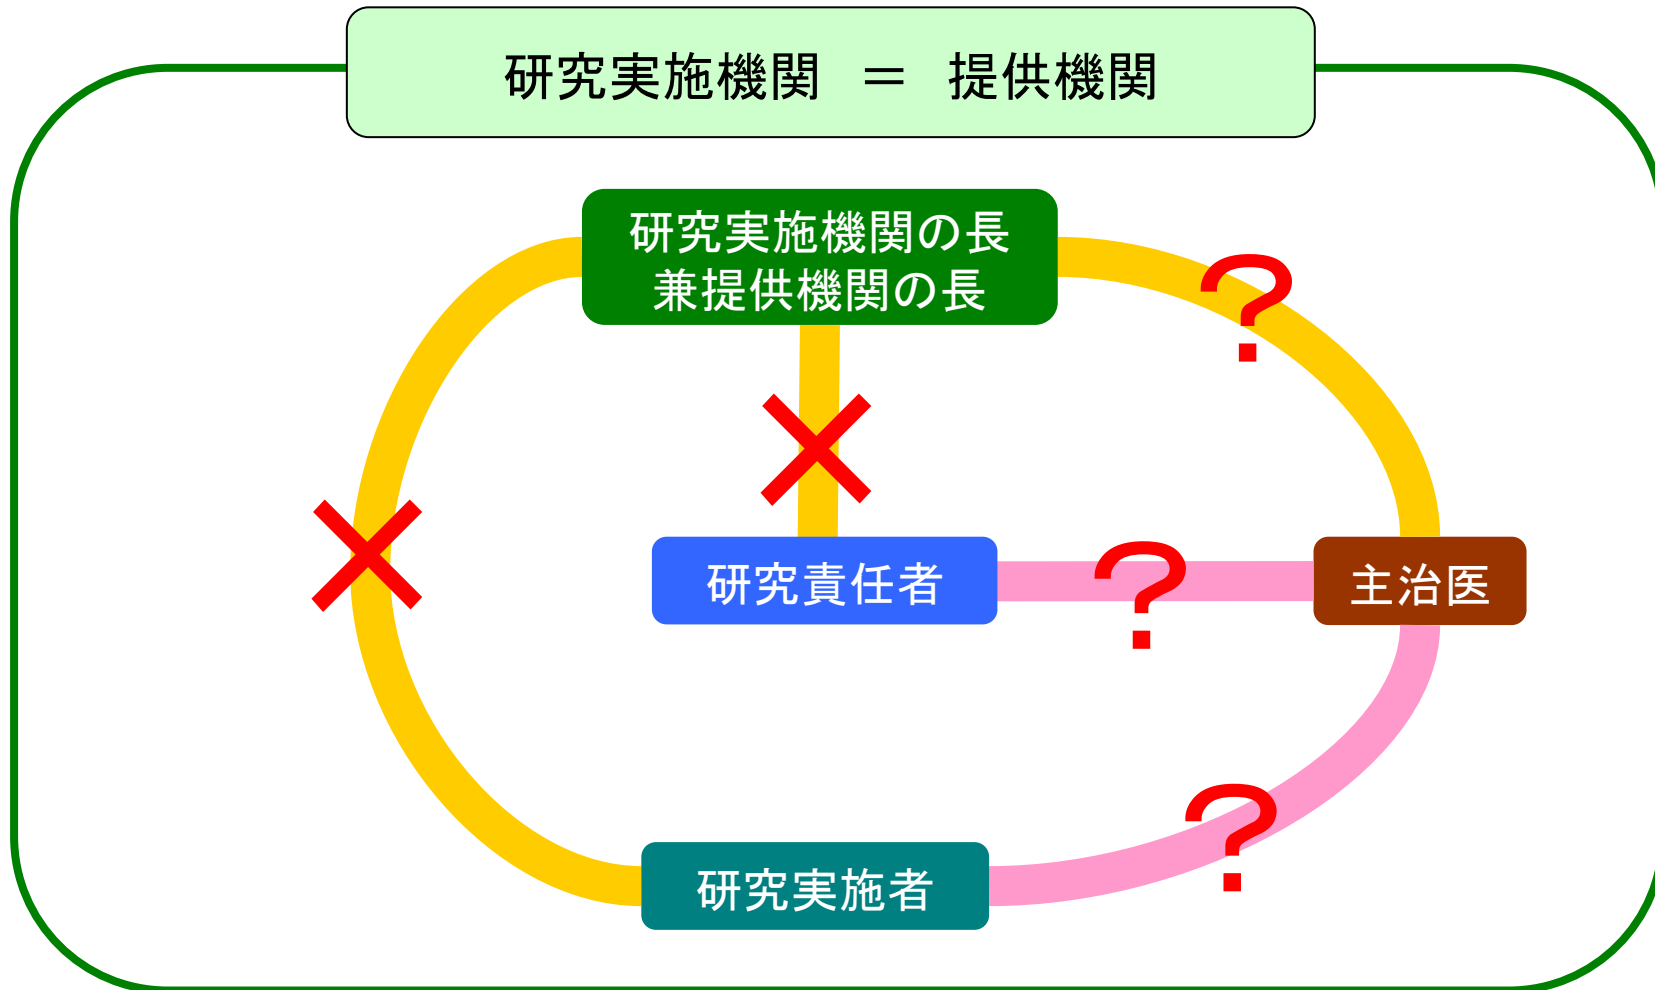 研究実施機関 = 提供機関
研究実施機関の長
兼提供機関の長
?
研究責任者
?
主治医
?
研究実施者